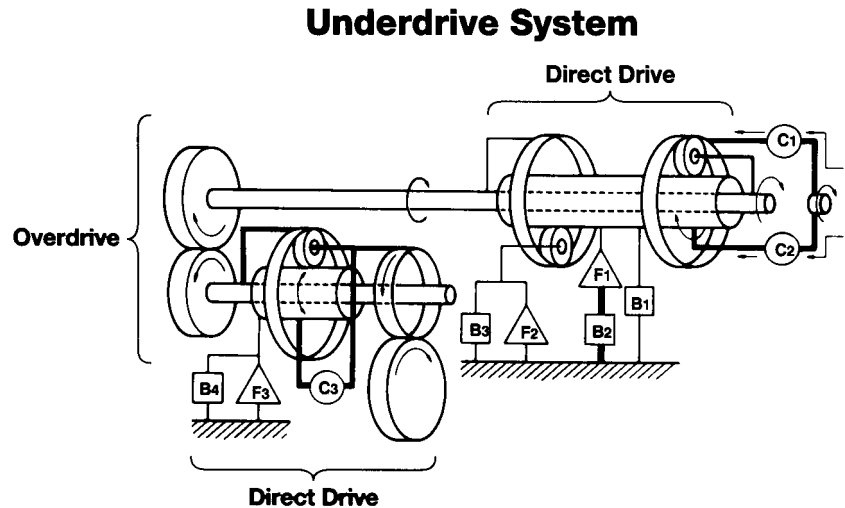 Underdrive System
Direct Drive
C1
Overdrive
C2
F1
B1
B3
F2
B2
B4
F3
C3
Direct Drive